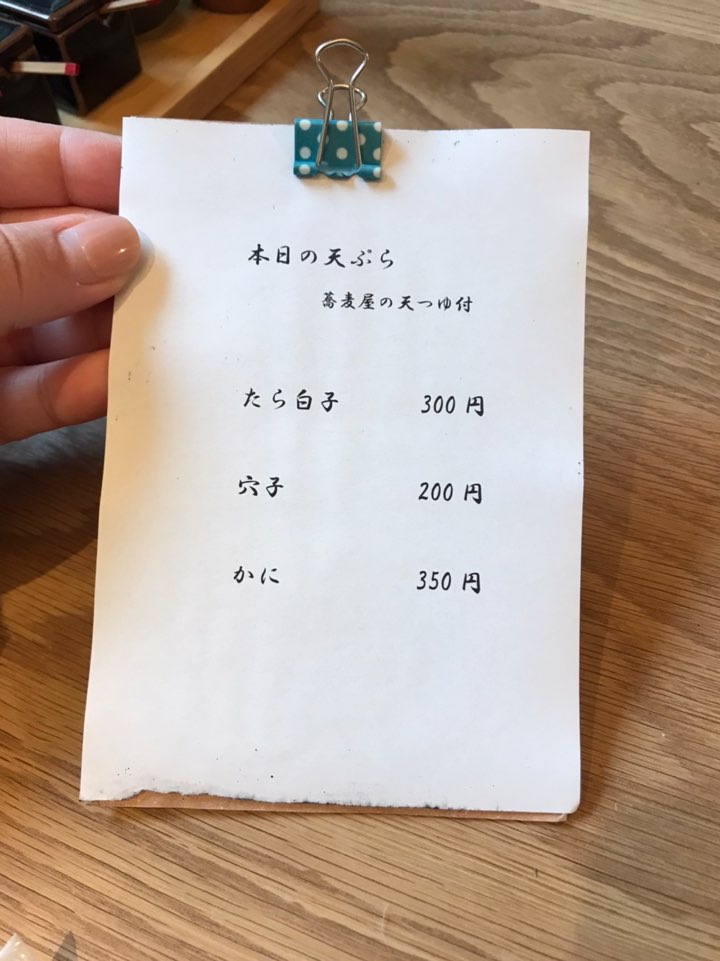 本日の天ぷら
蕎麦屋の天つゆ付
たら白子 300円
穴子 200円
かに 350円